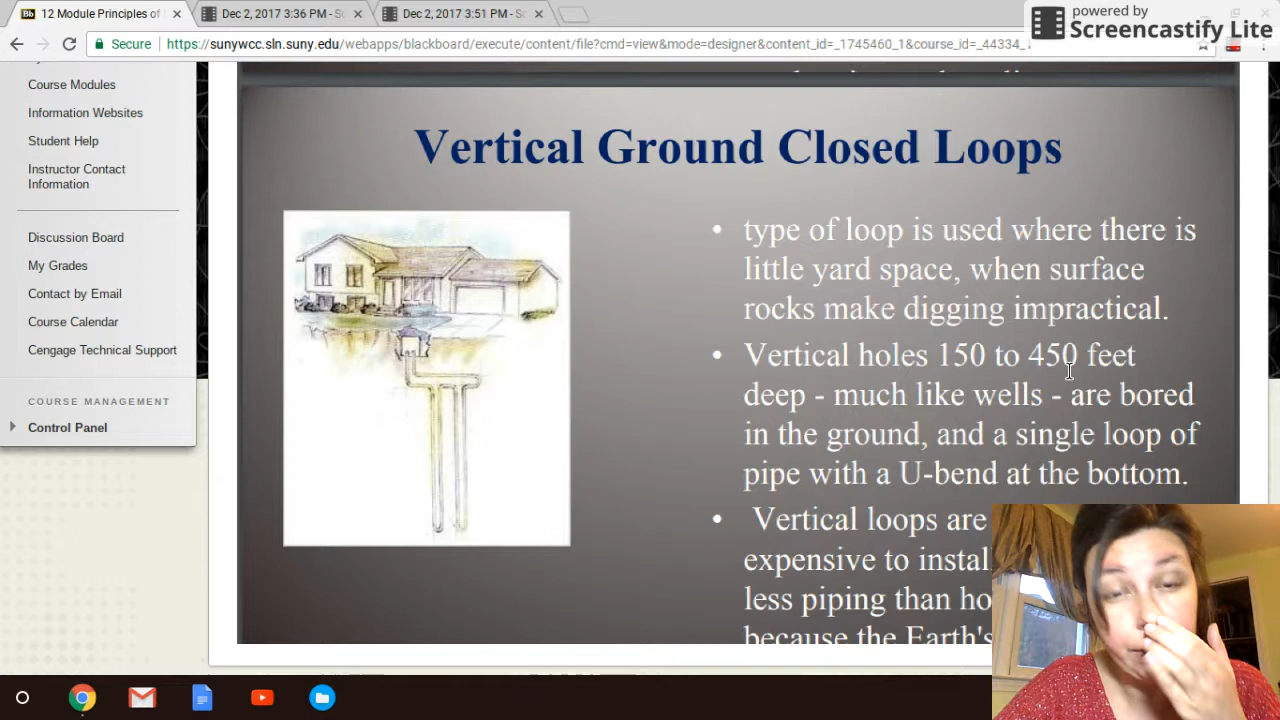 12 Module Principles of
Dec 2, 2017 3:36 PM - S
Dec 2, 2017 3:51 PM - S
powered by
Screencastify Lite
Secure
https://sunywcc.sln.suny.edu/webapps/blackboard/execute/content/file?cmd=view&mode=designer&content_id=_1745460_1&course_id=_44334_1
Course Modules
Information Websites
Student Help
Instructor Contact
Information
Discussion Board
My Grades
Contact by Email
Course Calendar
Cengage Technical Support
COURSE MANAGEMENT
Control Panel
Vertical Ground Closed Loops
• type of loop is used where there is
little yard space, when surface
rocks make digging impractical.
• Vertical holes 150 to 450 feet
deep - much like wells - are bored
in the ground, and a single loop of
pipe with a U-bend at the bottom.
• Vertical loops are
expensive to instal
less piping than ho
because the Earth's